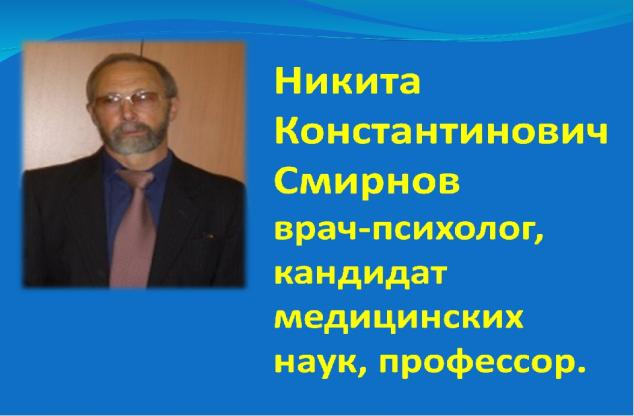 Никита
Константинович
Смирнов
врач-психолог,
кандидат
медицинских
наук, профессор.